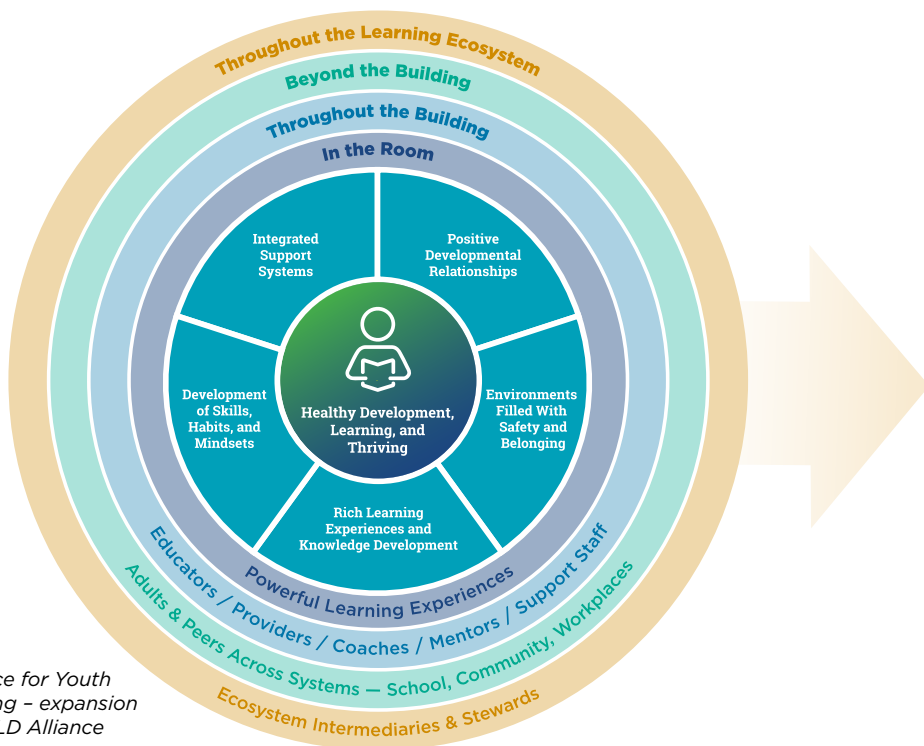 Throughout the Learning Ecosystem
Beyond the Building
Throughout the Building
In the Room
Integrated
Support
Systems
Positive
Developmental
Relationships
Development
of Skills,
Habits, and
Mindsets
Healthy Development,
Learning, and
Thriving
Environments
Filled With
Safety and
Belonging
Rich Learning
Experiences and
Knowledge Development
Powerful Learning Experiences
Educators / Providers / Coaches / Mentors / Support Staff
Adults & Peers Across Systems — School, Community, Workplaces
Ecosystem Intermediaries & Stewards
for Youth
– expansion
Alliance